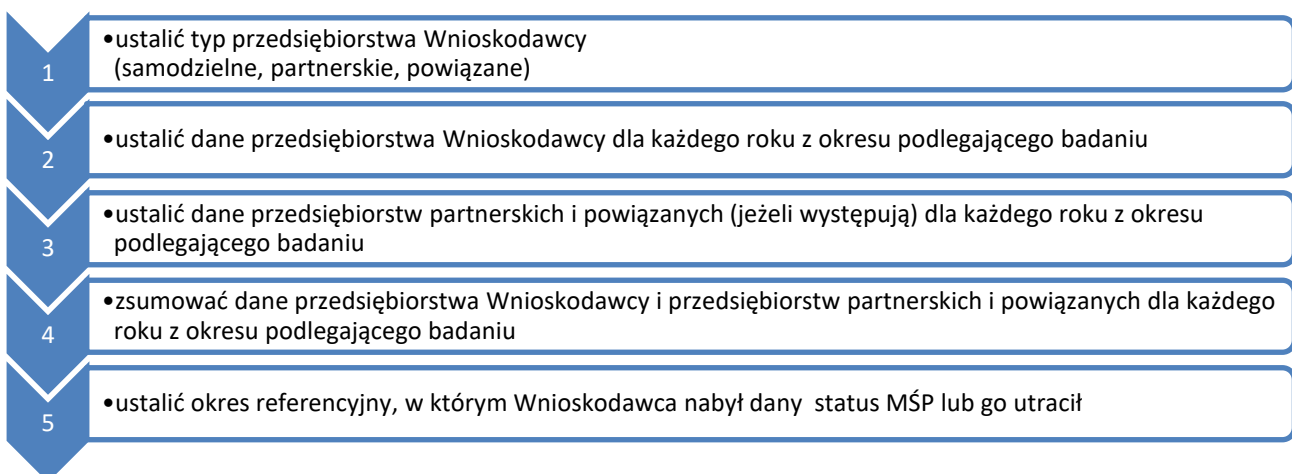 1
•ustalić typ przedsiębiorstwa Wnioskodawcy
(samodzielne, partnerskie, powiązane)
2
•ustalić dane przedsiębiorstwa Wnioskodawcy dla każdego roku z okresu podlegającego badaniu
3
•ustalić dane przedsiębiorstw partnerskich i powiązanych (jeżeli występują) dla każdego roku z okresu
podlegającego badaniu
4
•zsumować dane przedsiębiorstwa Wnioskodawcy i przedsiębiorstw partnerskich i powiązanych dla każdego
roku z okresu podlegającego badaniu
5
•ustalić okres referencyjny, w którym Wnioskodawca nabył dany  status MŚP lub go utracił